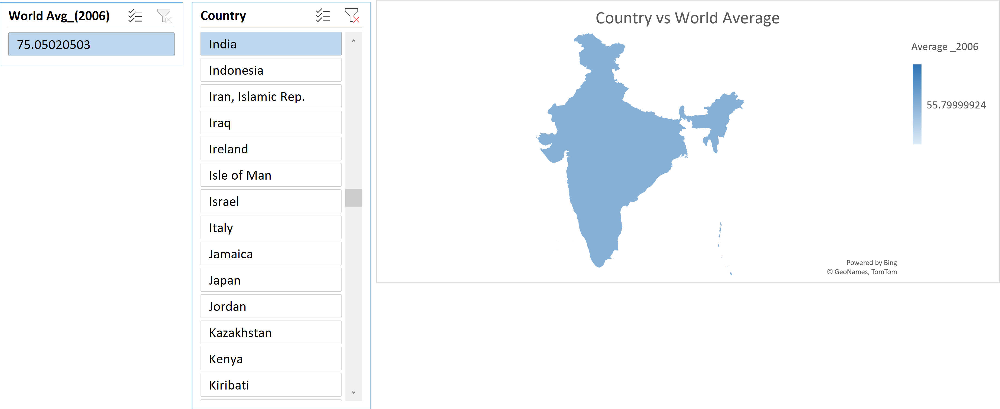 World Avg_(2006)
75.05020503
Country
India
Indonesia
Iran, Islamic Rep.
Iraq
Ireland
Isle of Man
Israel
Italy
Jamaica
Japan
Jordan
Kazakhstan
Kenya
Kiribati
Country vs World Average
Average _2006
55.79999924
Powered by Bing
© GeoNames, TomTom